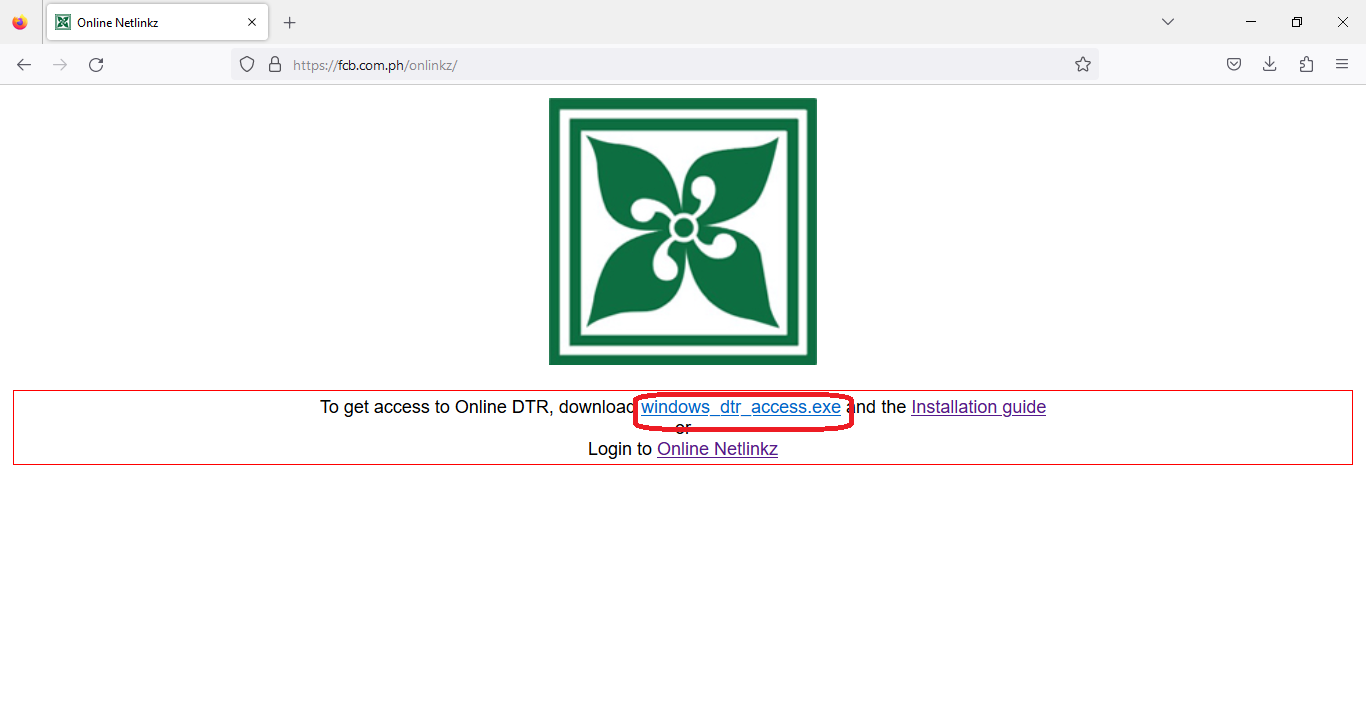 Online Netlinkz
https://fcb.com.ph/onlinkz/
To get access to Online DTR, download windows_dtr_access.exe and the Installation guide
or
Login to Online Netlinkz